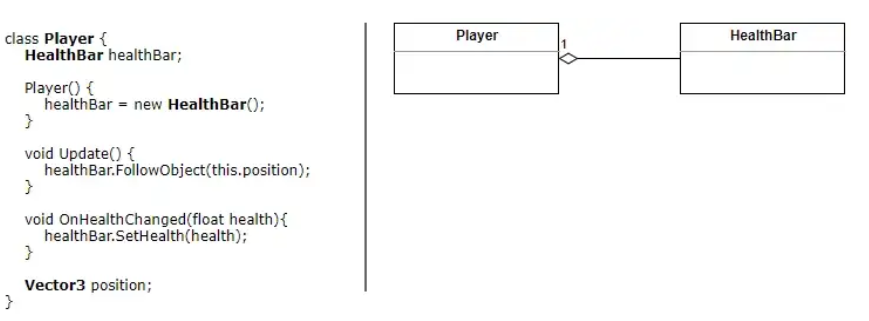 class Player {
HealthBar healthBar;
Player() {
healthBar = new HealthBar();
}
void Update() {
healthBar.FollowObject(this.position);
}
void OnHealthChanged(float health){
healthBar.SetHealth(health);
}
Vector3 position;
}
Player
1
HealthBar